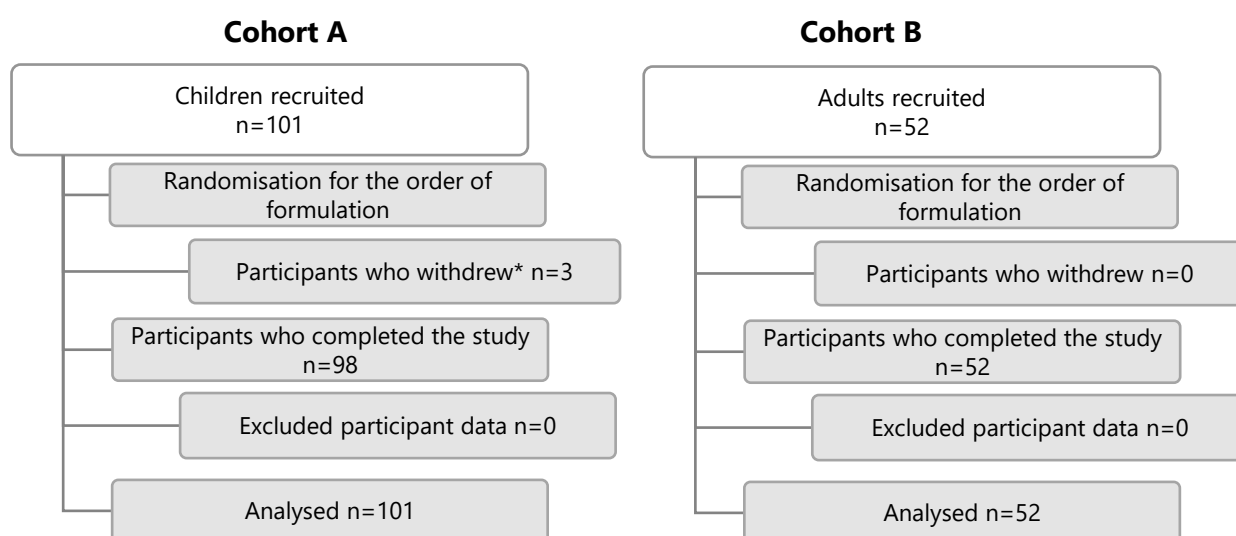 Cohort A
Children recruited
n=101
Randomisation for the order of
formulation
Participants who withdrew* n=3
Participants who completed the study
n=98
Excluded participant data n=0
Analysed n=101
Cohort B
Adults recruited
n=52
Randomisation for the order of
formulation
Participants who withdrew n=0
Participants who completed the study
n=52
Excluded participant data n=0
Analysed n=52